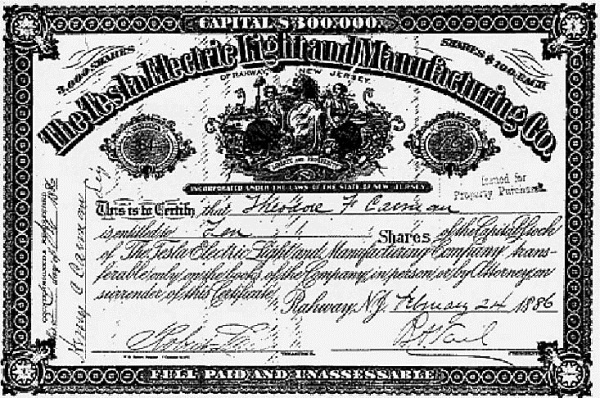 CAPITAL $300,000.
3,000 SHARES
SHARES $100 EACH
The Tesla Electric Light and Manufacturing Co.
OF RAHWAY, NEW JERSEY.
LIBERTY AND PROSPERITY
INCORPORATED UNDER THE LAWS OF THE STATE OF NEW JERSEY.
Issued for
Property Purchased
This is to Certify that Theodore F
is entitled to Ten Shares of the Capital Stock
of The Tesla Electric Light and Manufacturing Company trans-
ferable only on the books of the Company, in person, or by Attorney, on
surrender of this Certificate.
Rahway, N.J. February 24 1886
B Vail
FULL PAID AND UNASSESSABLE